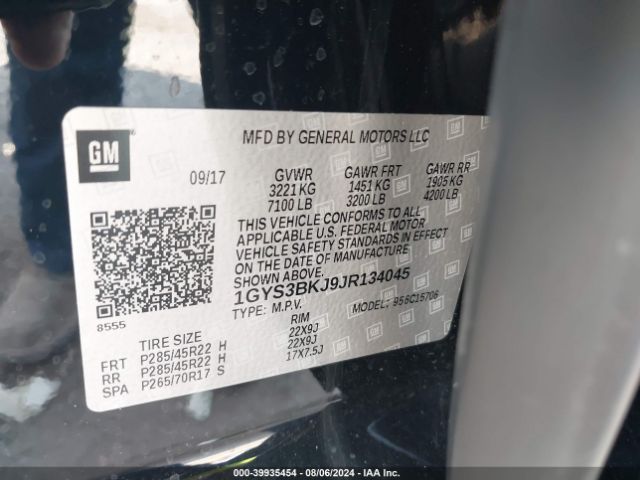 GM
MFD BY GENERAL MOTORS LLC
09/17 GVWR GAWR FRT GAWR RR
3221 KG 1451 KG 1905 KG
7100 LB 3200 LB 4200 LB
THIS VEHICLE CONFORMS TO ALL
APPLICABLE U.S. FEDERAL MOTOR
VEHICLE SAFETY STANDARDS IN EFFECT
ON THE DATE OF MANUFACTURE
SHOWN ABOVE.
1GYS3BKJ9JR134045
8555 TYPE: M.P.V. MODEL: 958C15706
TIRE SIZE RIM
FRT P285/45R22 H 22X9J
RR P285/45R22 H 22X9J
SPA P265/70R17 S 17X7.5J
000-39935454 - 08/06/2024 - IAA Inc.